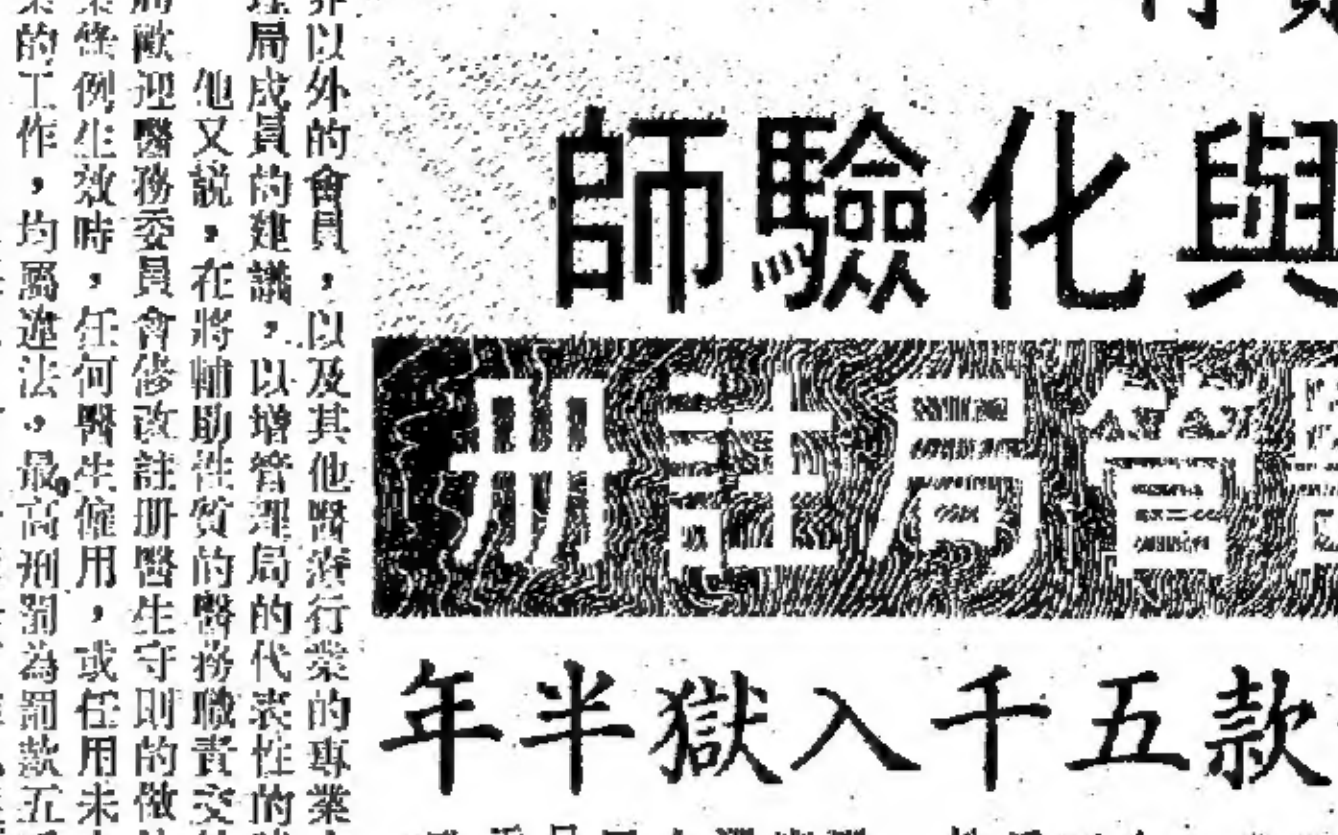 與化驗師
管局註册
款五千入獄半年
以外的會員，以及其他醫療行業的專業
局成員的建議，以增管理局的代表性的
他又説，在將輔助性質的醫務職責交
歐迎醫務委員會修改註册醫生守則的做
條例生效時，任何醫生僱用，或任用未
的工作，均屬違法。最高刑罰為罰款五